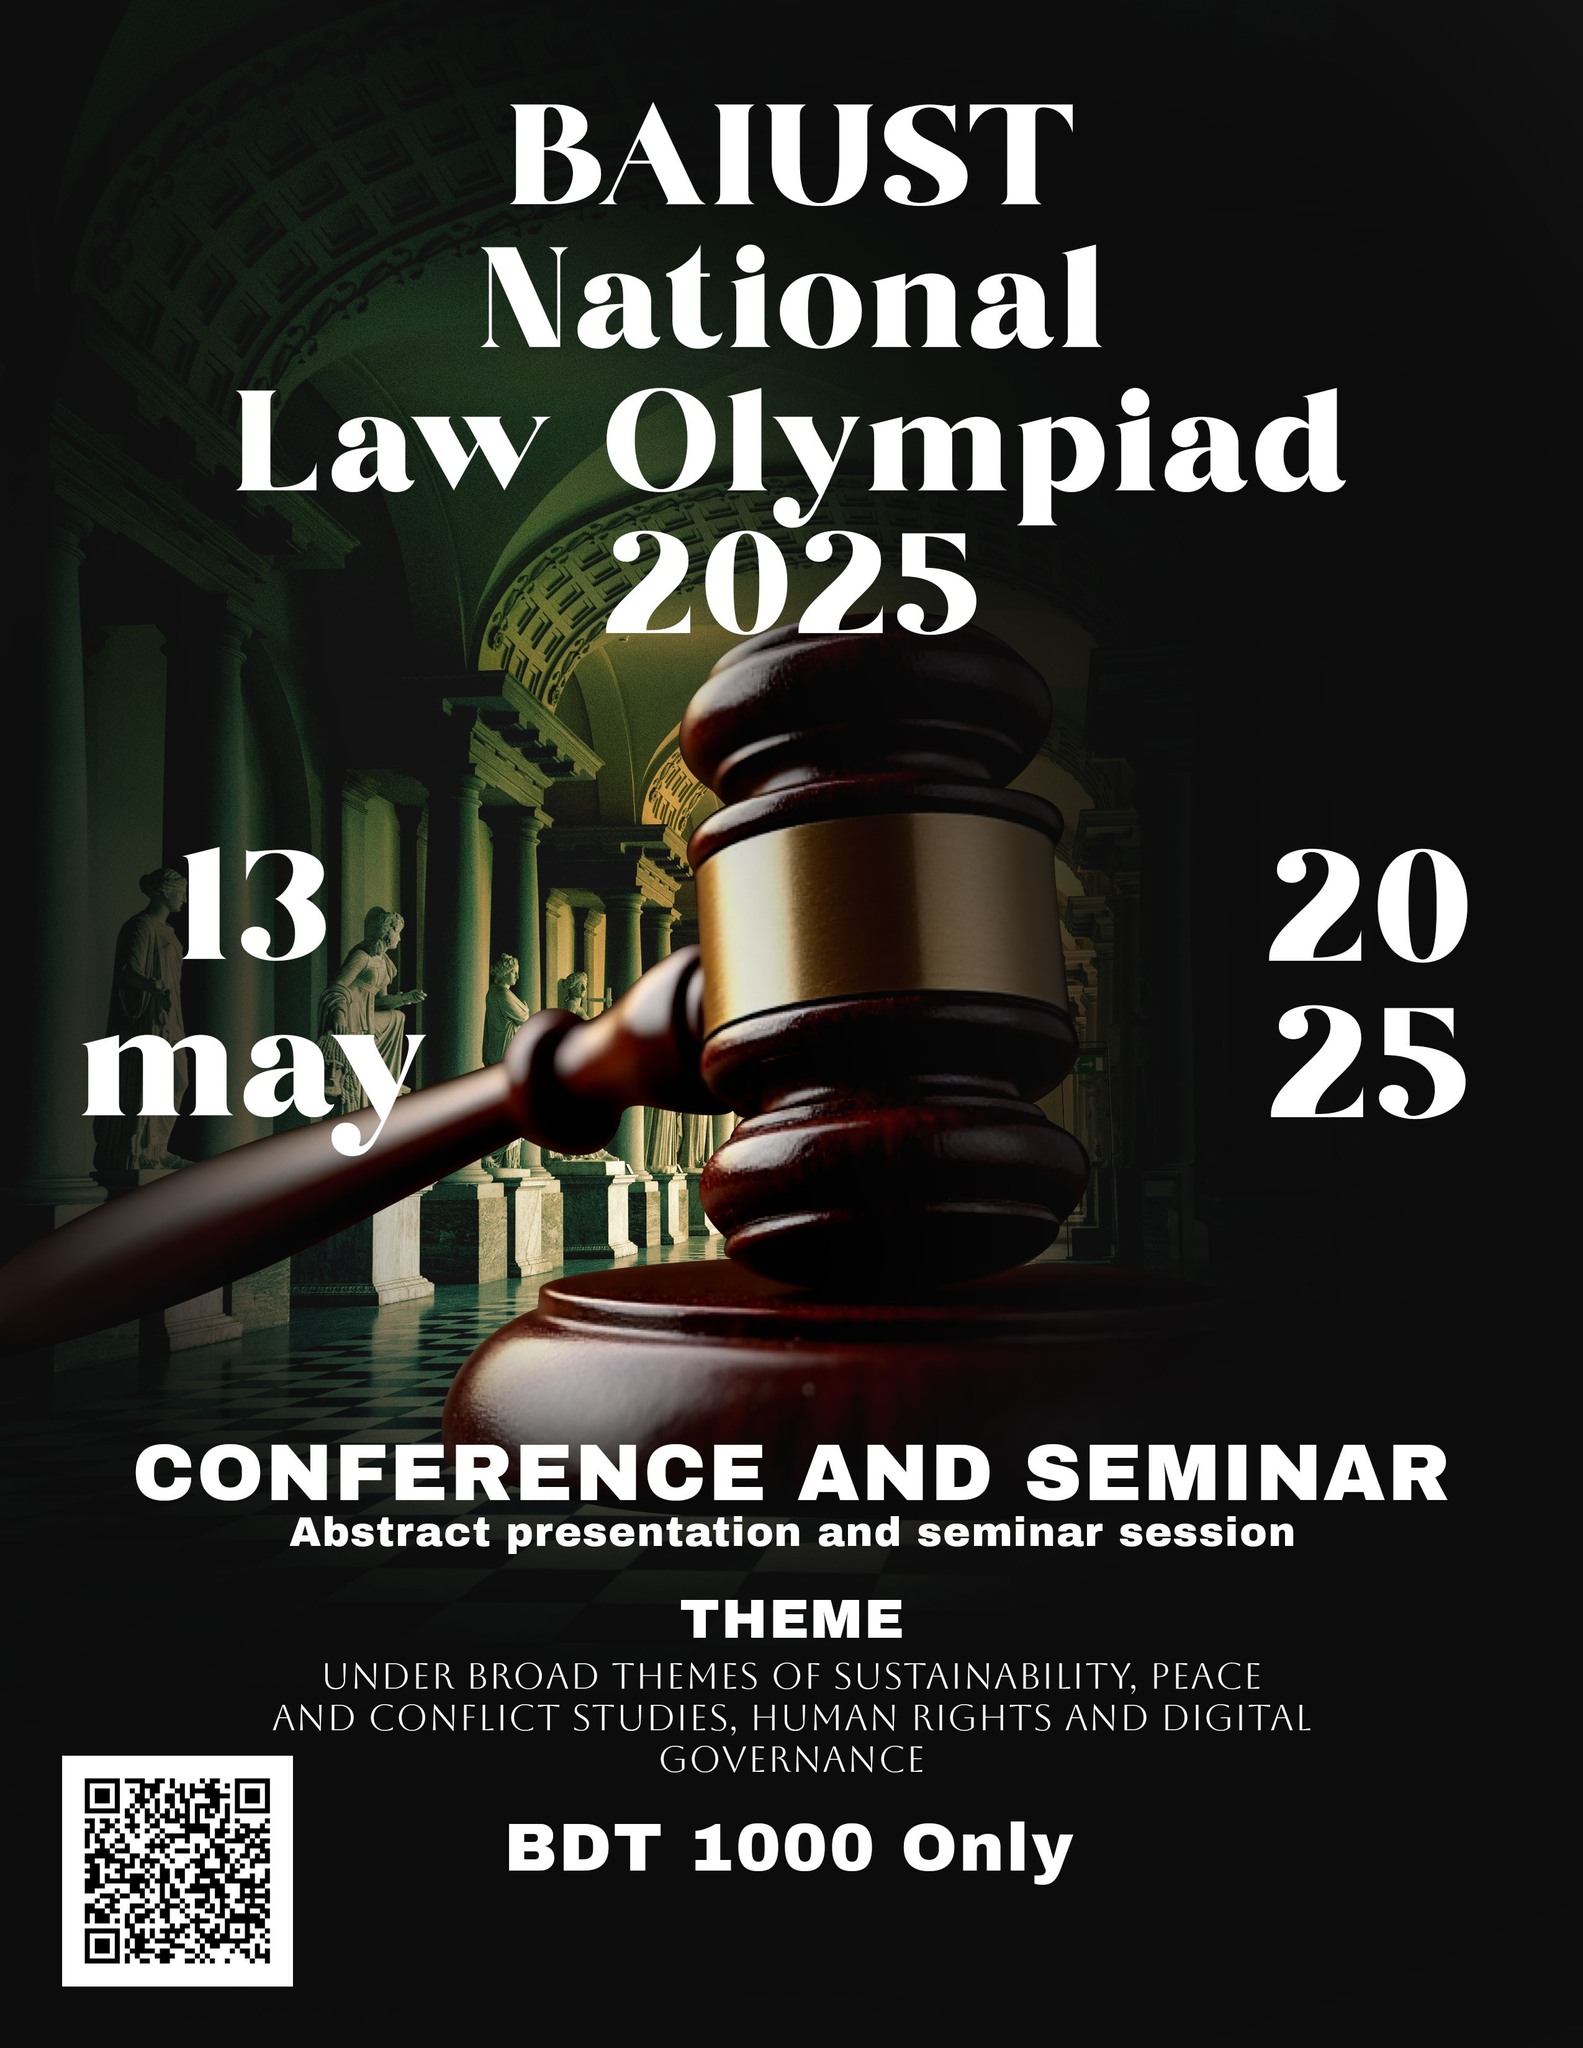 BAIUST
National
Law Olympiad
2025
13
may
20
25
CONFERENCE AND SEMINAR
Abstract presentation and seminar session
THEME
UNDER BROAD THEMES OF SUSTAINABILITY, PEACE
AND CONFLICT STUDIES, HUMAN RIGHTS AND DIGITAL
GOVERNANCE
BDT 1000 Only